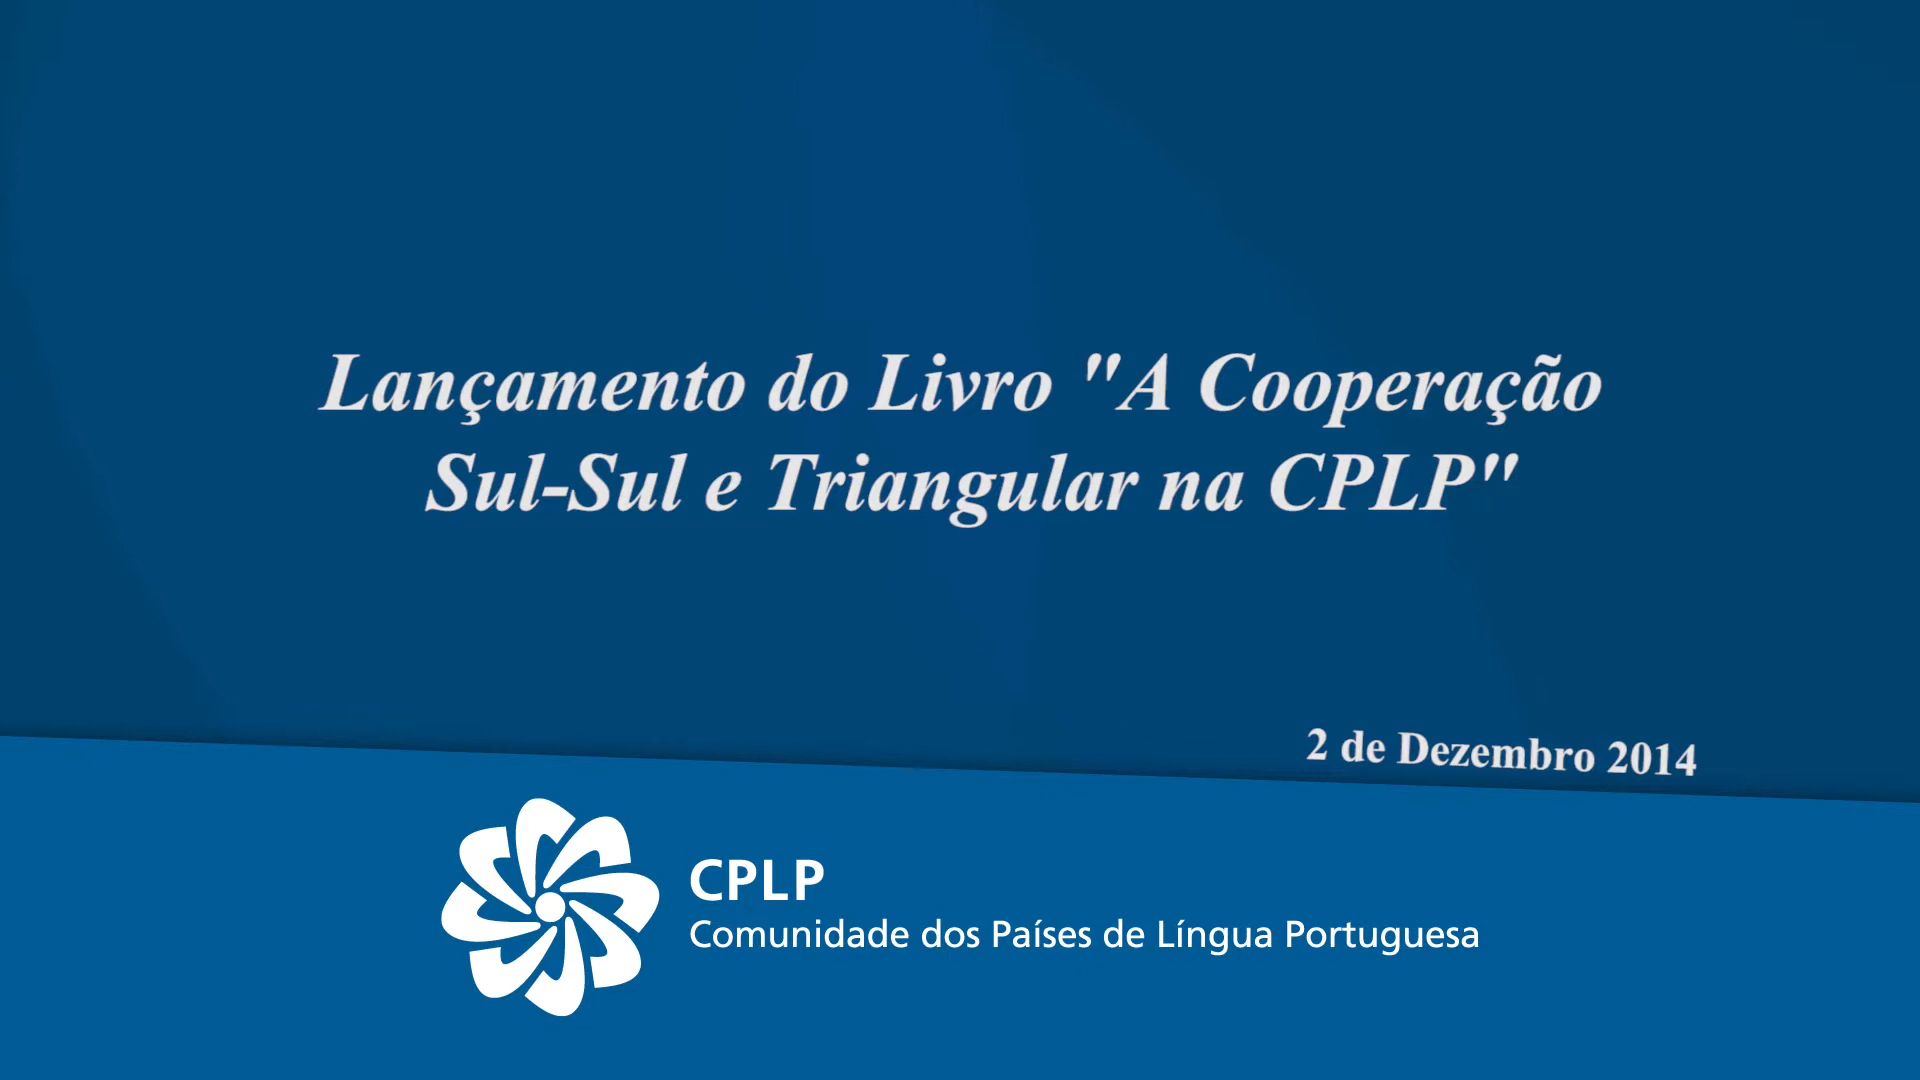 Lançamento do Livro "A Cooperação
Sul-Sul e Triangular na CPLP"
2 de Dezembro 2014
CPLP
Comunidade dos Países de Língua Portuguesa